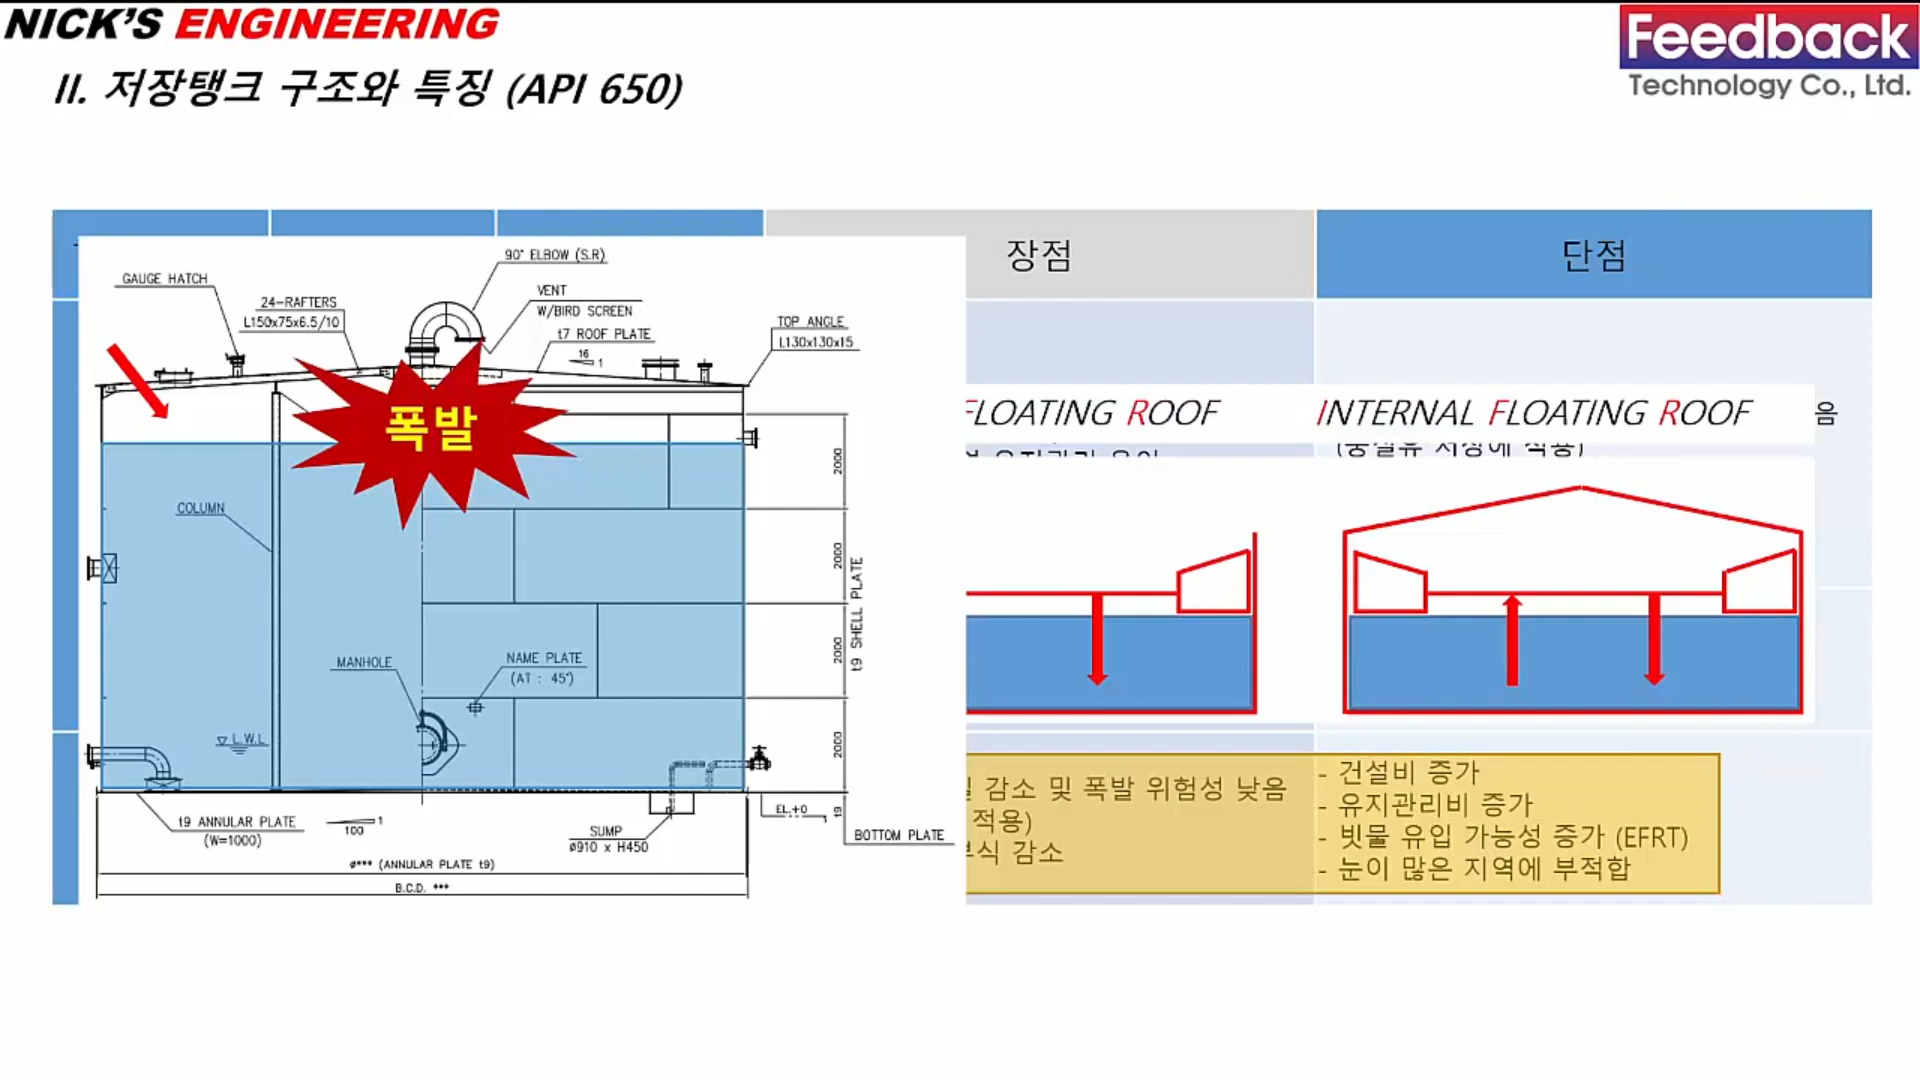 NICK'S ENGINEERING
Feedback
Technology Co., Ltd.
II. 저장탱크 구조와 특징 (API 650)
장점
단점
90° ELBOW (S.R)
GAUGE HATCH
VENT
W/BIRD SCREEN
24-RAFTERS
L150x75x6.5/10
t7 ROOF PLATE
16
1
TOP ANGLE
L130x130x15
폭발
FLOATING ROOF
INTERNAL FLOATING ROOF
음
COLUMN
2000
2000
2000
2000
t9 SHELL PLATE
MANHOLE
NAME PLATE
(AT : 45°)
L.W.L
t9 ANNULAR PLATE
(W=1000)
1
100
SUMP
ø910 x H450
EL.±0
19
BOTTOM PLATE
ø*** (ANNULAR PLATE t9)
B.C.D. ***
감소 및 폭발 위험성 낮음
적용)
감소
- 건설비 증가
- 유지관리비 증가
- 빗물 유입 가능성 증가 (EFRT)
- 눈이 많은 지역에 부적합